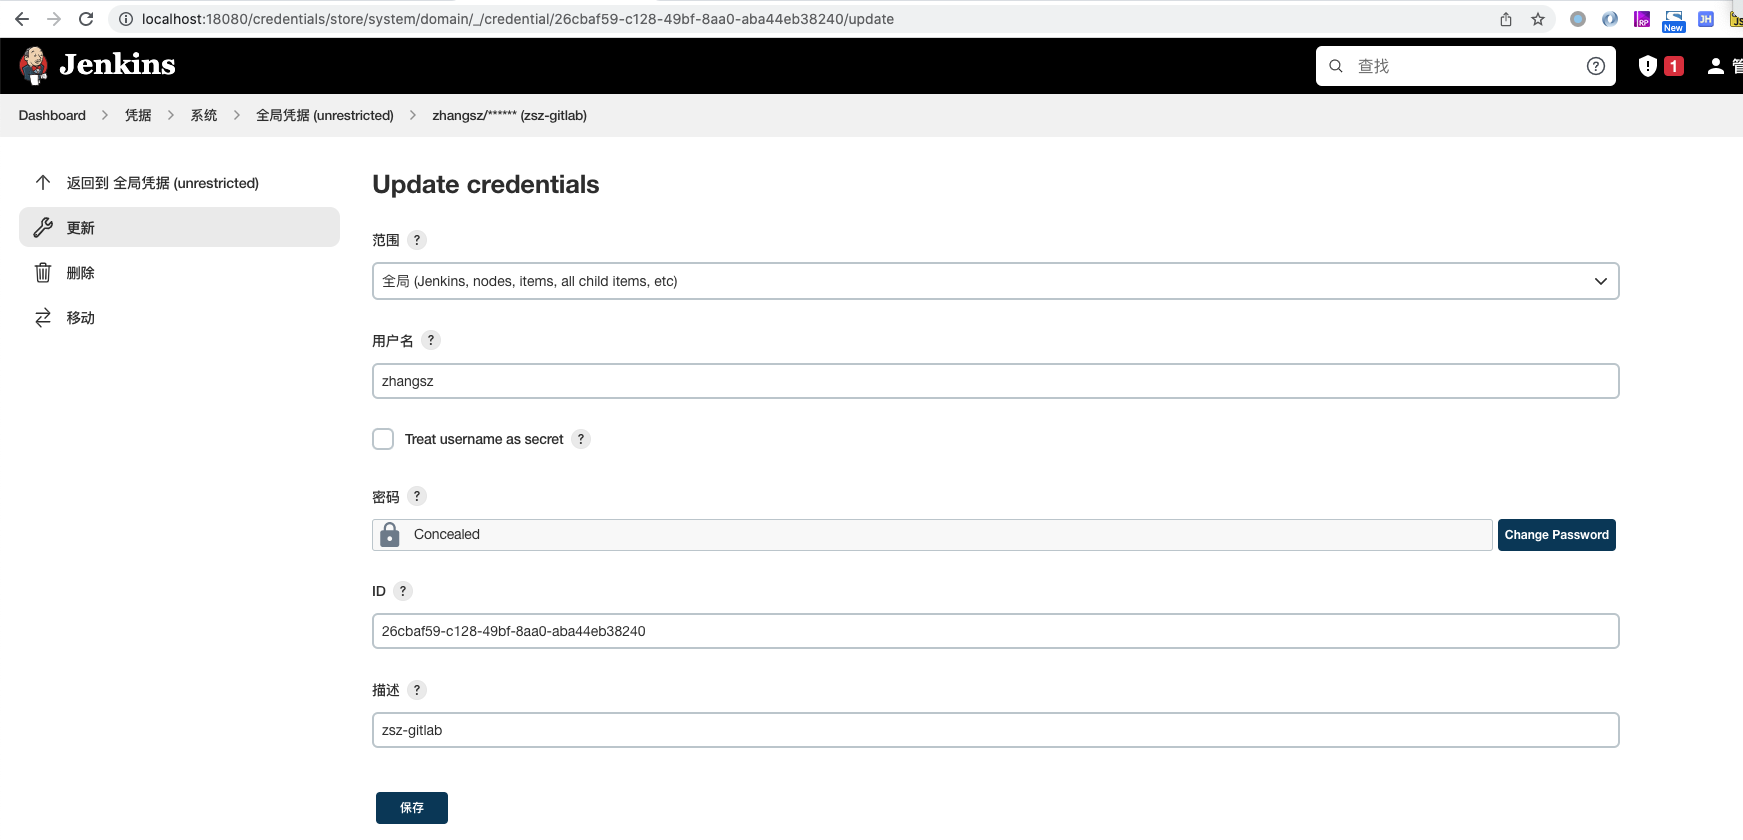 localhost:18080/credentials/store/system/domain/_/credential/26cbaf59-c128-49bf-8aa0-aba44eb38240/update
RP
New
JH
Jenkins
查找
?
1
Dashboard > 凭据 > 系统 > 全局凭据 (unrestricted) > zhangsz/****** (zsz-gitlab)
返回到 全局凭据 (unrestricted)
更新
删除
移动
Update credentials
范围 ?
全局 (Jenkins, nodes, items, all child items, etc)
用户名 ?
zhangsz
Treat username as secret ?
密码 ?
Concealed
Change Password
ID ?
26cbaf59-c128-49bf-8aa0-aba44eb38240
描述 ?
zsz-gitlab
保存